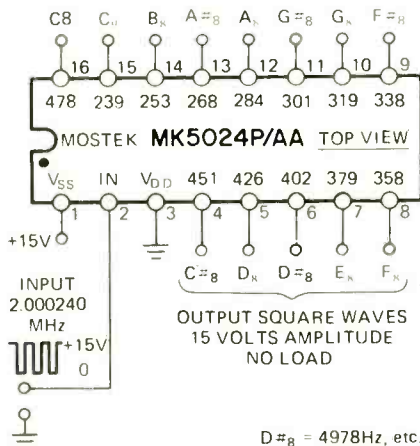 C8 C₉ B₈ A#₈ A₈ G#₈ G₈ F#₈
16 15 14 13 12 11 10 9
478 239 253 268 284 301 319 338
MOSTEK MK5024P/AA TOP VIEW
VSS IN VDD 451 426 402 379 358
1 2 3 4 5 6 7 8
+15V
C#₈ D₈ D#₈ E₈ F₈
INPUT
2.000240
MHz
+15V
0
OUTPUT SQUARE WAVES
15 VOLTS AMPLITUDE
NO LOAD
D#₈ = 4978Hz, etc